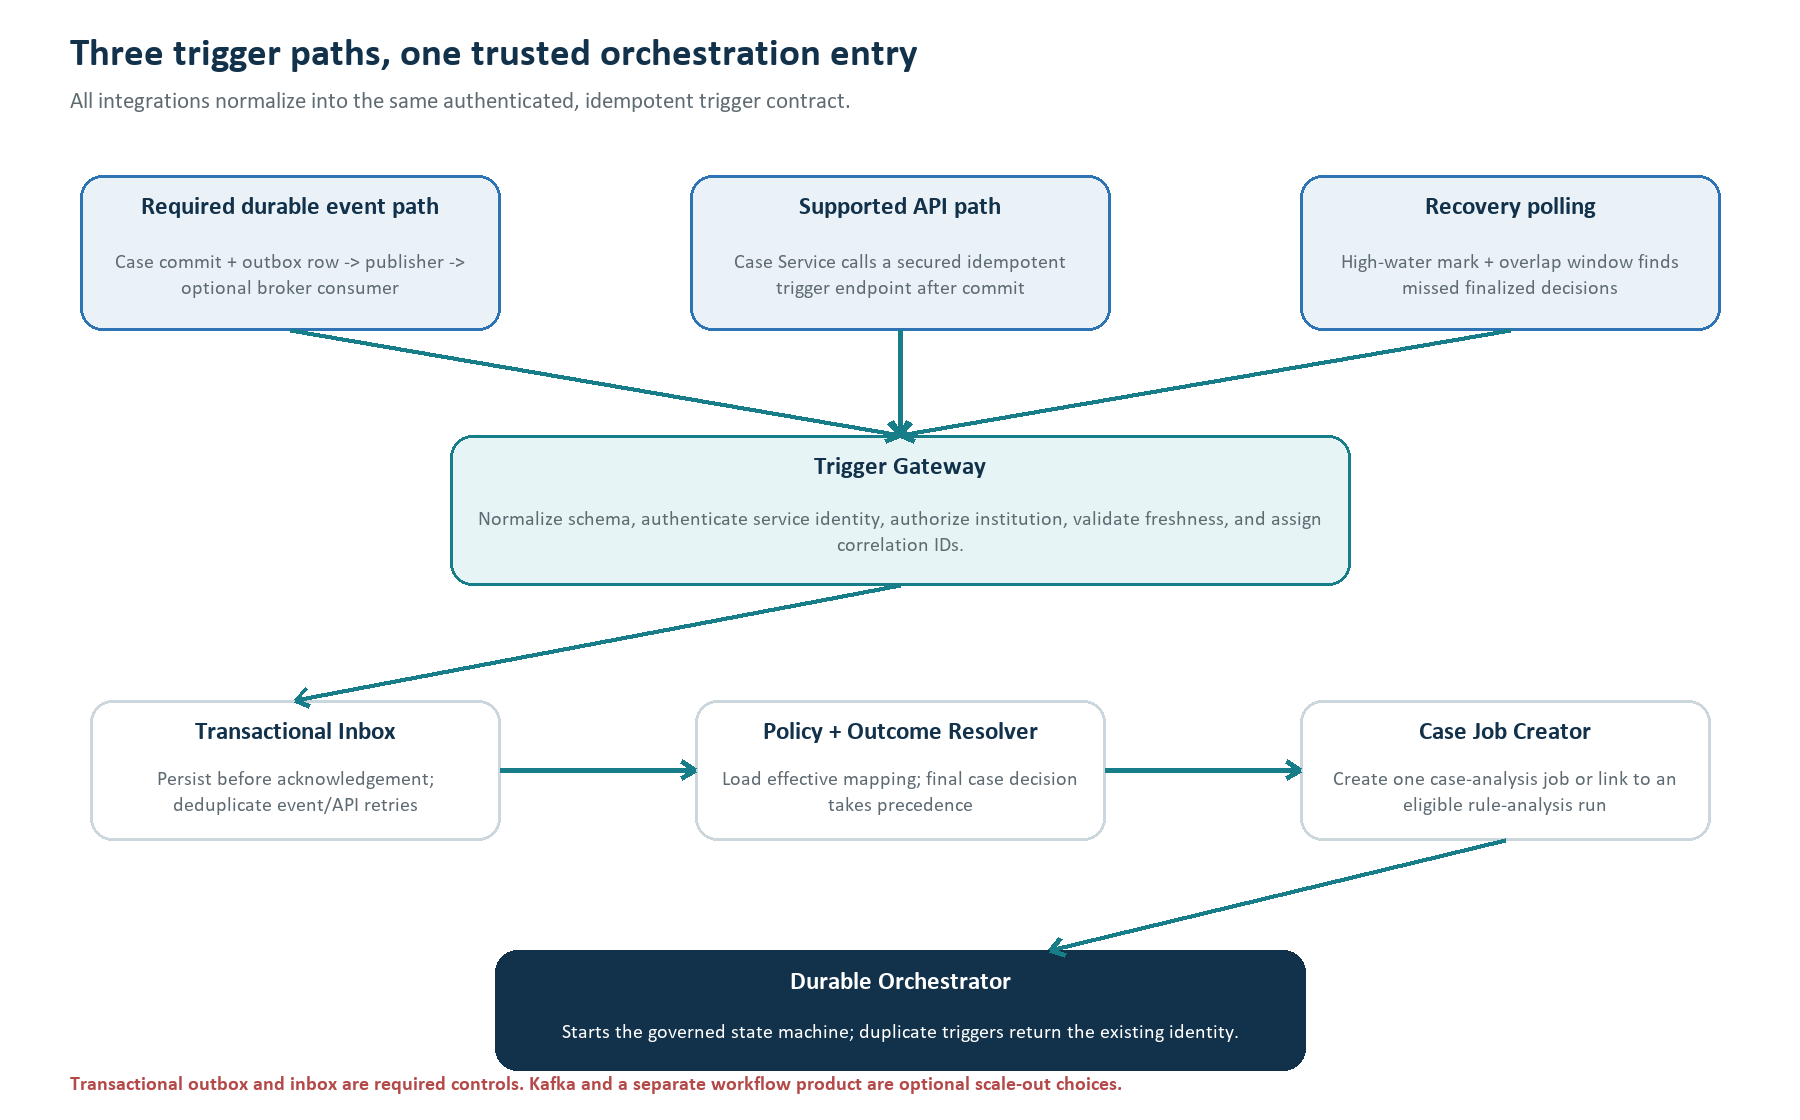 Three trigger paths, one trusted orchestration entry
All integrations normalize into the same authenticated, idempotent trigger contract.
Required durable event path
Case commit + outbox row -> publisher ->
optional broker consumer
Supported API path
Case Service calls a secured idempotent
trigger endpoint after commit
Recovery polling
High-water mark + overlap window finds
missed finalized decisions
Trigger Gateway
Normalize schema, authenticate service identity, authorize institution, validate freshness, and assign
correlation IDs.
Transactional Inbox
Persist before acknowledgement;
deduplicate event/API retries
Policy + Outcome Resolver
Load effective mapping; final case decision
takes precedence
Case Job Creator
Create one case-analysis job or link to an
eligible rule-analysis run
Durable Orchestrator
Starts the governed state machine; duplicate triggers return the existing identity.
Transactional outbox and inbox are required controls. Kafka and a separate workflow product are optional scale-out choices.